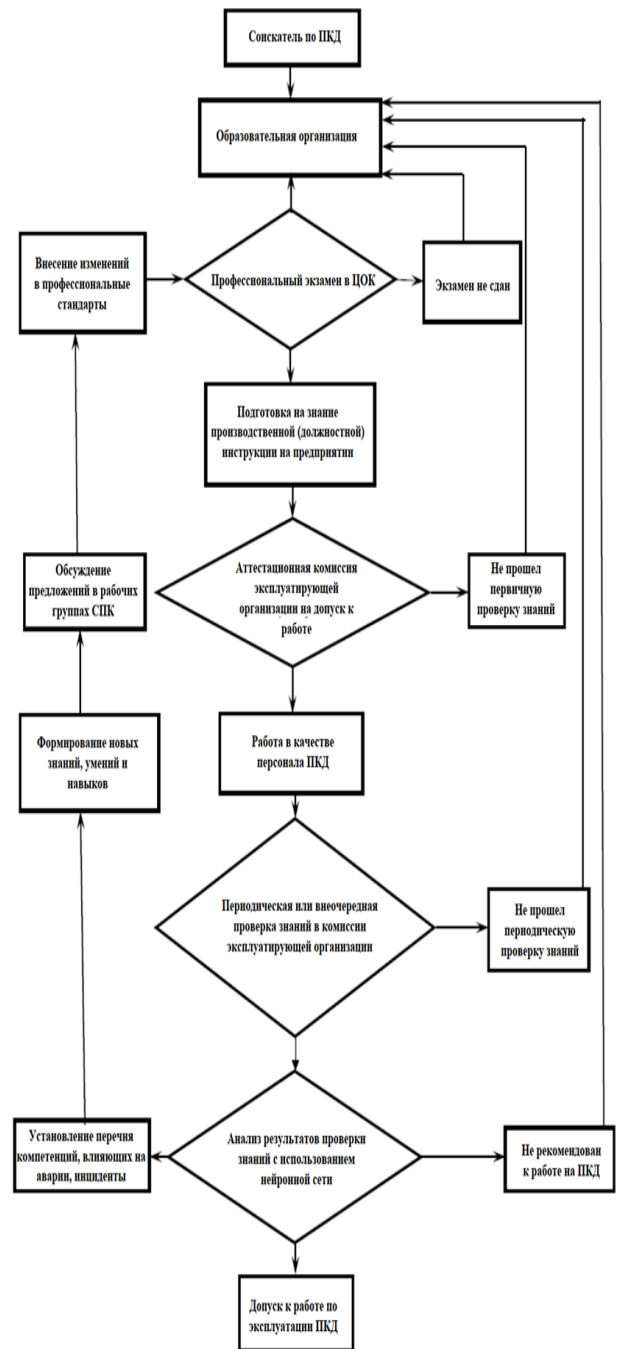 Соискатель по ПКД
Образовательная организация
Внесение изменений
в профессиональные
стандарты
Профессиональный экзамен в ЦОК
Экзамен не сдан
Подготовка на знание
производственной (должностной)
инструкции на предприятии
Обсуждение
предложений в рабочих
группах СПК
Аттестационная комиссия
эксплуатирующей
организации на допуск к
работе
Не прошел
первичную
проверку знаний
Формирование новых
знаний, умений и
навыков
Работа в качестве
персонала ПКД
Периодическая или внеочередная
проверка знаний в комиссии
эксплуатирующей организации
Не прошел
периодическую
проверку знаний
Установление перечня
компетенций, влияющих на
аварии, инциденты
Анализ результатов проверки
знаний с использованием
нейронной сети
Не рекомендован
к работе на ПКД
Допуск к работе по
эксплуатации ПКД